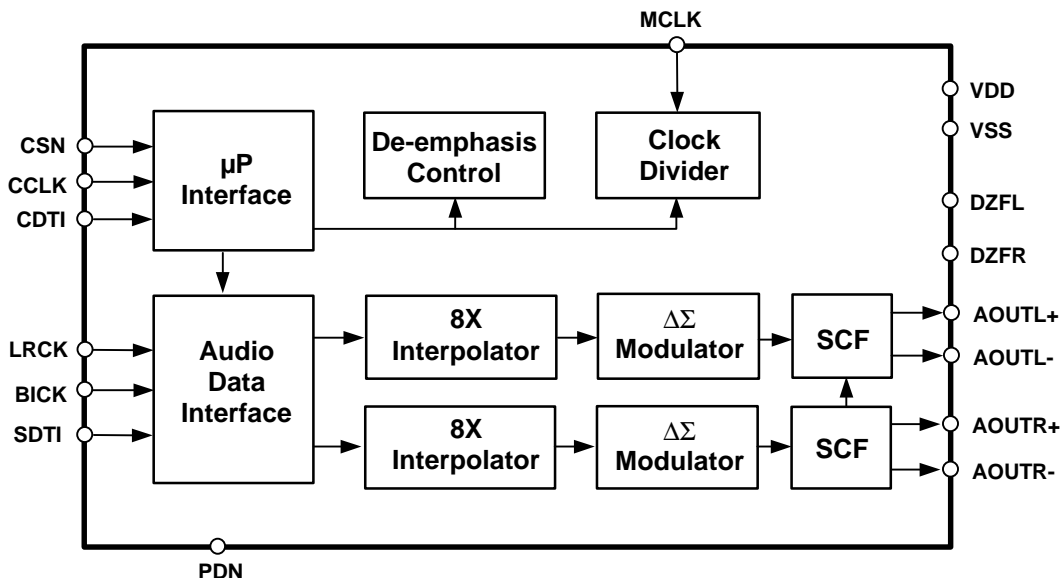 MCLK
VDD
VSS
CSN
CCLK
CDTI
µP
Interface
De-emphasis
Control
Clock
Divider
DZFL
DZFR
LRCK
BICK
SDTI
Audio
Data
Interface
8X
Interpolator
ΔΣ
Modulator
SCF
AOUTL+
AOUTL-
8X
Interpolator
ΔΣ
Modulator
SCF
AOUTR+
AOUTR-
PDN